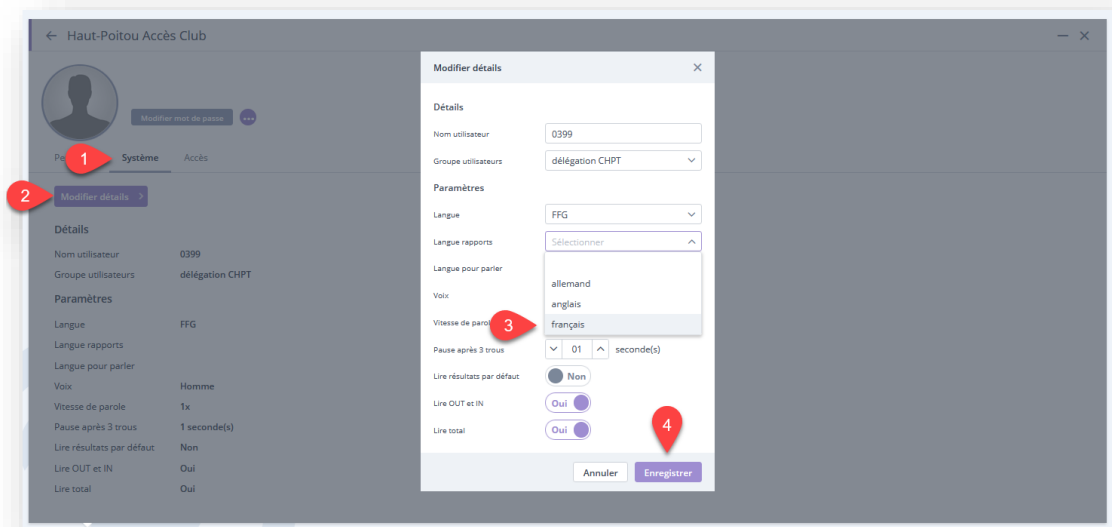 ← Haut-Poitou Accès Club
Modifier mot de passe
Système
Accès
1
2
Modifier détails
Détails
Nom utilisateur 0399
Groupe utilisateurs délégation CHPT
Paramètres
Langue FFG
Langue rapports
Langue pour parler
Voix Homme
Vitesse de parole 1x
Pause après 3 trous 1 seconde(s)
Lire résultats par défaut Non
Lire OUT et IN Oui
Lire total Oui
Modifier détails
Détails
Nom utilisateur 0399
Groupe utilisateurs délégation CHPT
Paramètres
Langue FFG
Langue rapports Sélectionner
Langue pour parler
allemand
Voix
anglais
Vitesse de parol 3 français
Pause après 3 trous 01 seconde(s)
Lire résultats par défaut Non
Lire OUT et IN Oui
Lire total Oui
4
Annuler Enregistrer